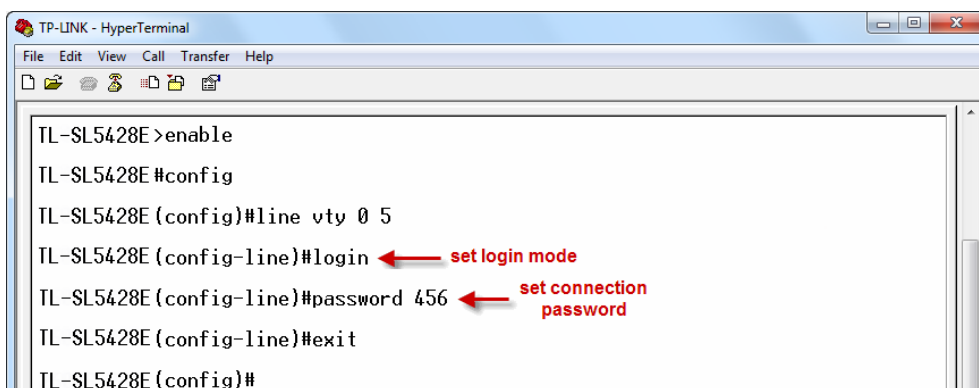 TP-LINK - HyperTerminal
File Edit View Call Transfer Help
TL-SL5428E>enable
TL-SL5428E#config
TL-SL5428E(config)#line vty 0 5
TL-SL5428E(config-line)#login set login mode
TL-SL5428E(config-line)#password 456 set connection password
TL-SL5428E(config-line)#exit
TL-SL5428E(config)#